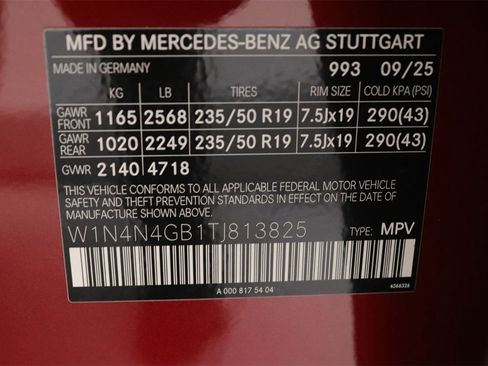 MFD BY MERCEDES-BENZ AG STUTTGART
MADE IN GERMANY 993 09/25
KG LB TIRES RIM SIZE COLD KPA (PSI)
GAWR FRONT 1165 2568 235/50 R19 7.5Jx19 290(43)
GAWR REAR 1020 2249 235/50 R19 7.5Jx19 290(43)
GVWR 2140 4718
THIS VEHICLE CONFORMS TO ALL APPLICABLE FEDERAL MOTOR VEHICLE
SAFETY AND THEFT PREVENTION STANDARDS IN EFFECT ON THE DATE OF
MANUFACTURE SHOWN ABOVE.
W1N4N4GB1TJ813825 TYPE: MPV
A 000 817 54 04 6566326